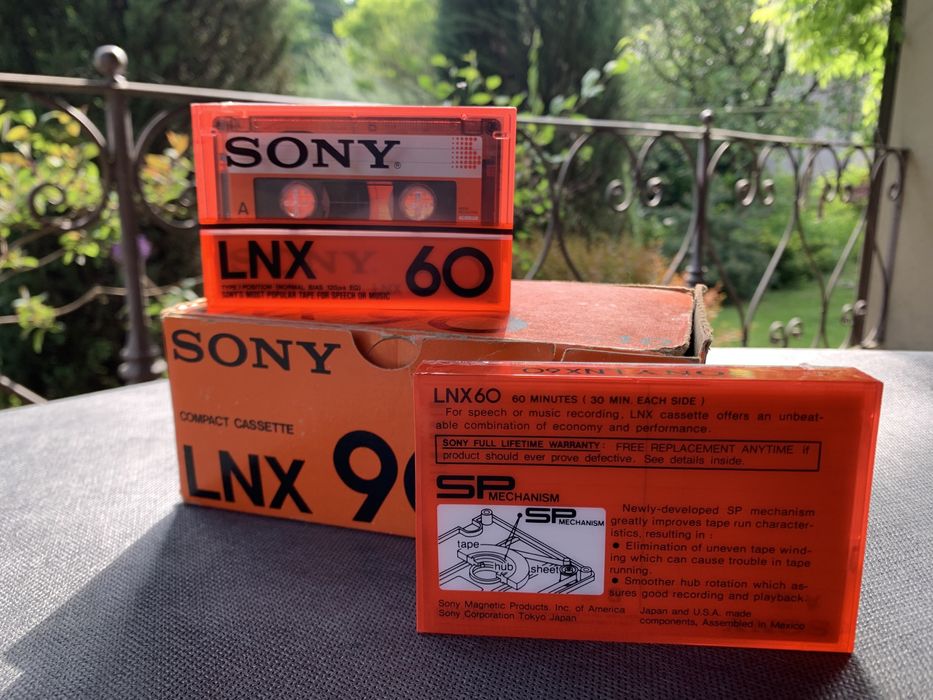 SONY®
A
LNX 60
TYPE I POSITION (NORMAL BIAS 120μs EQ)
SONY'S MOST POPULAR TAPE FOR SPEECH OR MUSIC
SONY
COMPACT CASSETTE
LNX 90
SONY LNX60
LNX60 60 MINUTES ( 30 MIN. EACH SIDE )
For speech or music recording, LNX cassette offers an unbeat-
able combination of economy and performance.
SONY FULL LIFETIME WARRANTY: FREE REPLACEMENT ANYTIME if
product should ever prove defective. See details inside.
SP MECHANISM
SP MECHANISM
tape
hub
sheet
Newly-developed SP mechanism
greatly improves tape run character-
istics, resulting in :
● Elimination of uneven tape wind-
ing which can cause trouble in tape
running.
● Smoother hub rotation which as-
sures good recording and playback.
Sony Magnetic Products, Inc. of America
Sony Corporation Tokyo Japan
Japan and U.S.A. made
components, Assembled in Mexico